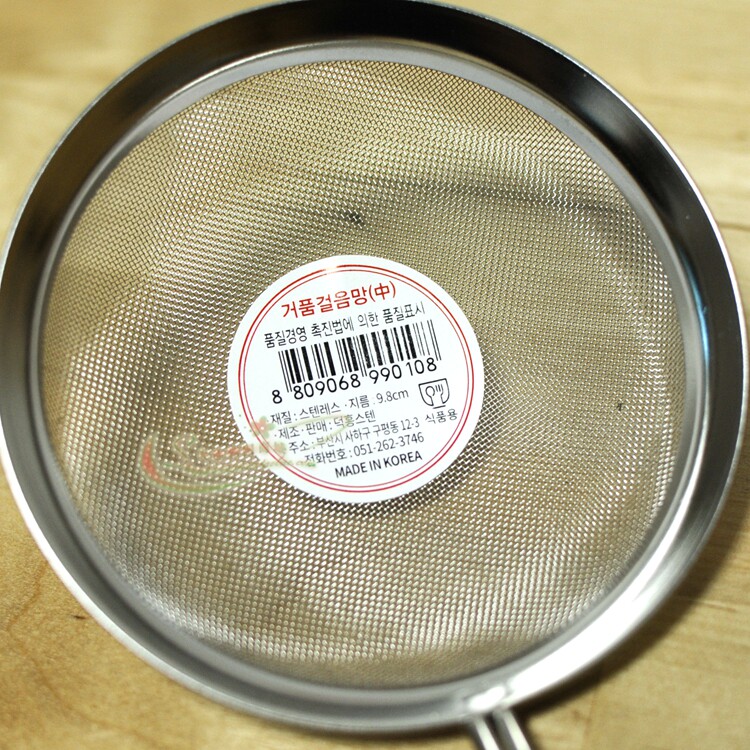 거품걸음망(中)
품질경영 촉진법에 의한 품질표시
8 809068 990108
재질 : 스텐레스 · 지름 : 9.8cm
· 제조 · 판매 : 덕흥스텐
· 주소 : 부산시 사하구 구평동 12-3 식품용
전화번호 : 051-262-3746
MADE IN KOREA